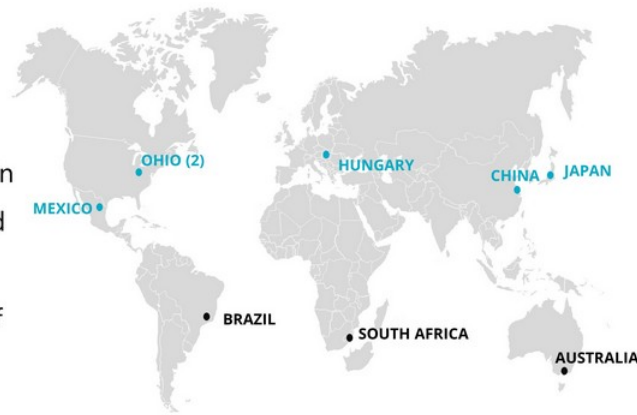 OHIO (2)
HUNGARY
CHINA
JAPAN
MEXICO
BRAZIL
SOUTH AFRICA
AUSTRALIA